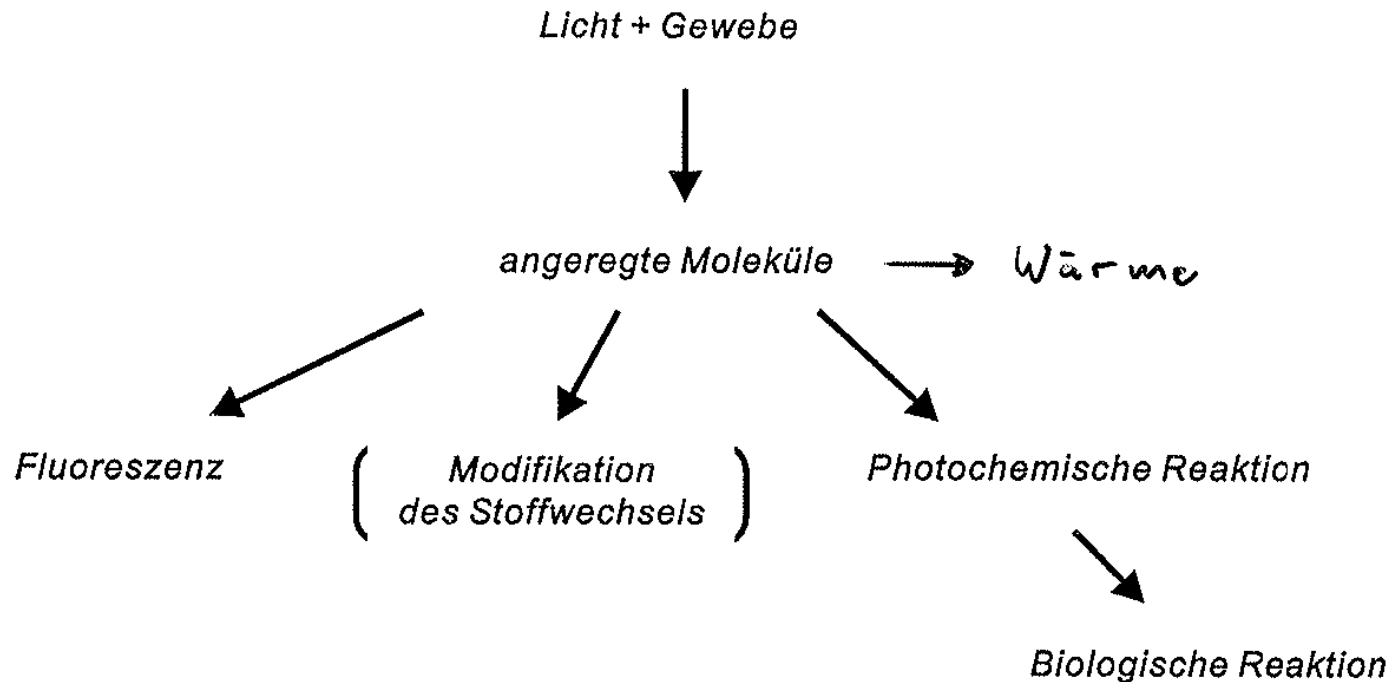 Licht + Gewebe
angeregte Moleküle
Wärme
Fluoreszenz
Modifikation
des Stoffwechsels
Photochemische Reaktion
Biologische Reaktion